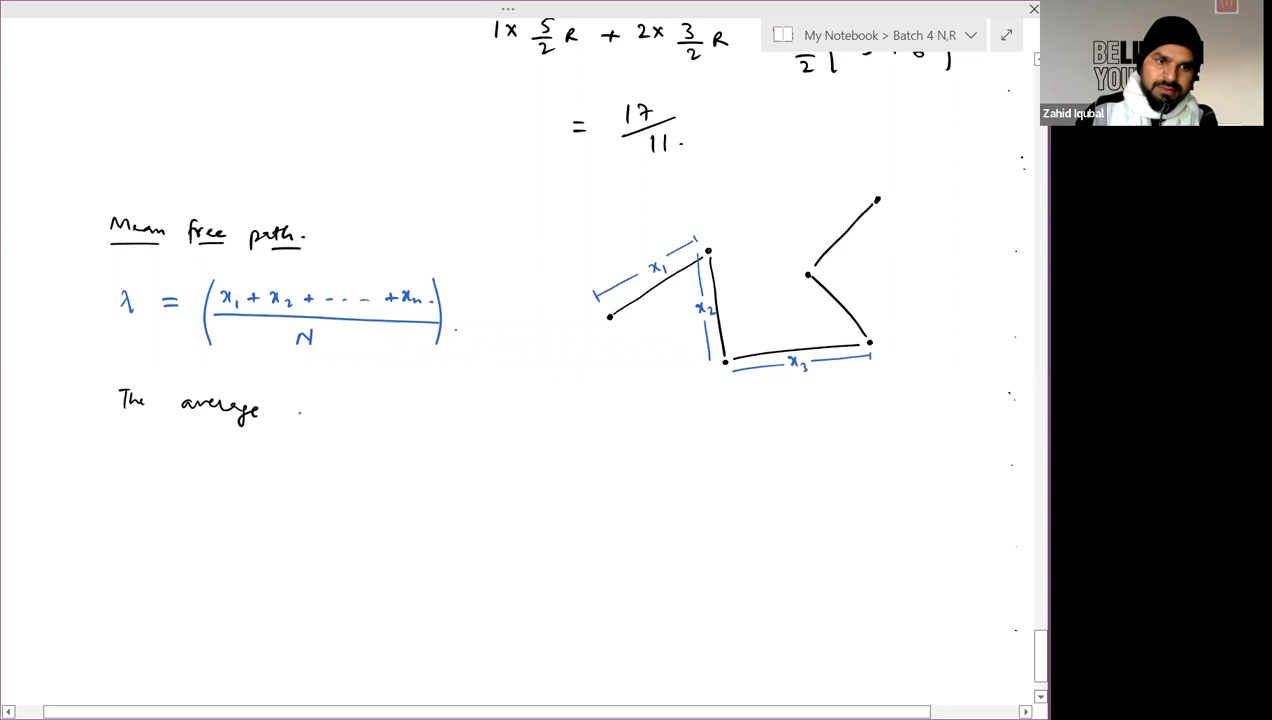 1 × 5/2 R + 2 × 3/2 R
My Notebook > Batch 4 N,R
= 17/11.
Mean free path.
λ = ( x₁ + x₂ + ---- + xₙ. / N ).
x₁
x₂
x₃
The average
Zahid Iqubal